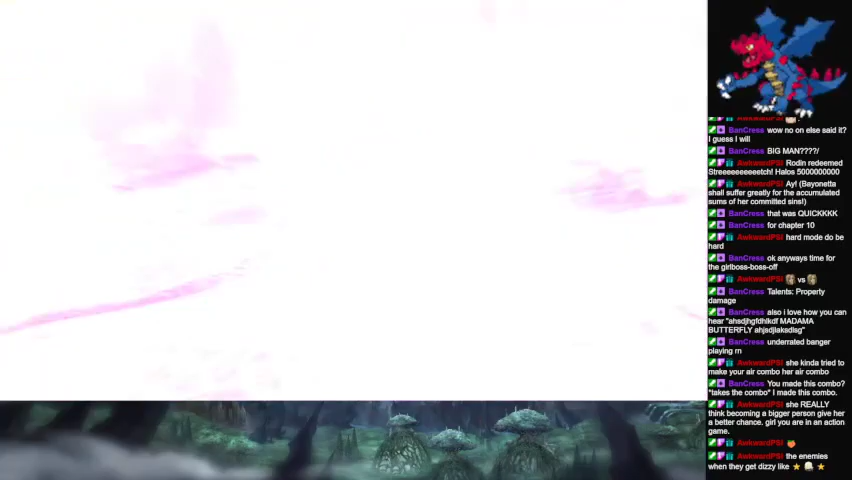 AwkwardPSI
BanCress wow no on else said it?
I guess I will
BanCress BIG MAN????/
AwkwardPSI Rodin redeemed
Streeeeeeeeeetch! Halos 5000000000
AwkwardPSI Ay! (Bayonetta
shall suffer greatly for the accumulated
sums of her committed sins!)
BanCress that was QUICKKKK
BanCress for chapter 10
AwkwardPSI hard mode do be
hard
BanCress ok anyways time for
the girlboss-boss-off
AwkwardPSI vs
BanCress Talents: Property
damage
BanCress also i love how you can
hear "ahsdjhgfdhlkdf MADAMA
BUTTERFLY ahjsdjlaksdlsg"
BanCress underrated banger
playing rn
AwkwardPSI she kinda tried to
make your air combo her air combo
BanCress You made this combo?
*takes the combo* I made this combo.
AwkwardPSI she REALLY
think becoming a bigger person give her
a better chance. girl you are in an action
game.
AwkwardPSI
AwkwardPSI the enemies
when they get dizzy like